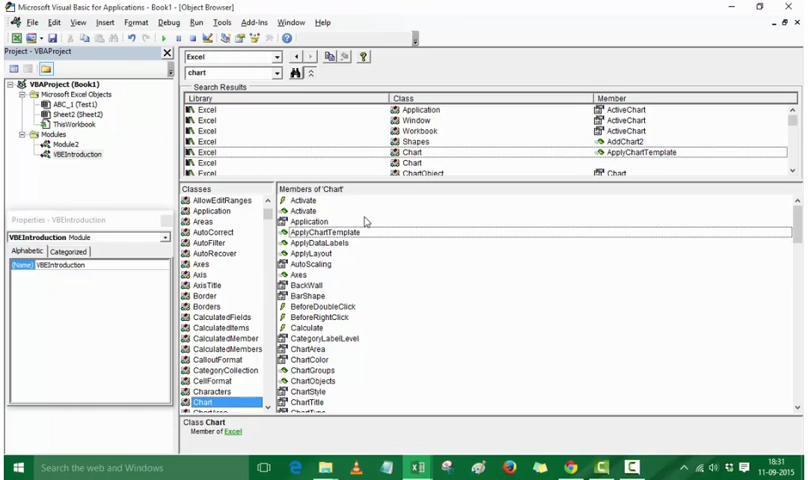 Microsoft Visual Basic for Applications - Book1 - [Object Browser]
File Edit View Insert Format Debug Run Tools Add-Ins Window Help
Project - VBAProject
VBAProject (Book1)
Microsoft Excel Objects
ABC_1 (Test1)
Sheet2 (Sheet2)
ThisWorkbook
Modules
Module2
VBEIntroduction
Properties - VBEIntroduction
VBEIntroduction Module
Alphabetic Categorized
(Name) VBEIntroduction
Excel
chart
Search Results
Library Class Member
Excel Application ActiveChart
Excel Window ActiveChart
Excel Workbook ActiveChart
Excel Shapes AddChart2
Excel Chart ApplyChartTemplate
Excel Chart
Excel ChartObject Chart
Classes
AllowEditRanges
Application
Areas
AutoCorrect
AutoFilter
AutoRecover
Axes
Axis
AxisTitle
Border
Borders
CalculatedFields
CalculatedItems
CalculatedMember
CalculatedMembers
CalloutFormat
CategoryCollection
CellFormat
Characters
Chart
ChartArea
Members of 'Chart'
Activate
Activate
Application
ApplyChartTemplate
ApplyDataLabels
ApplyLayout
AutoScaling
Axes
BackWall
BarShape
BeforeDoubleClick
BeforeRightClick
Calculate
CategoryLabelLevel
ChartArea
ChartColor
ChartGroups
ChartObjects
ChartStyle
ChartTitle
ChartType
Class Chart
Member of Excel
Search the web and Windows
18:31
11-09-2015